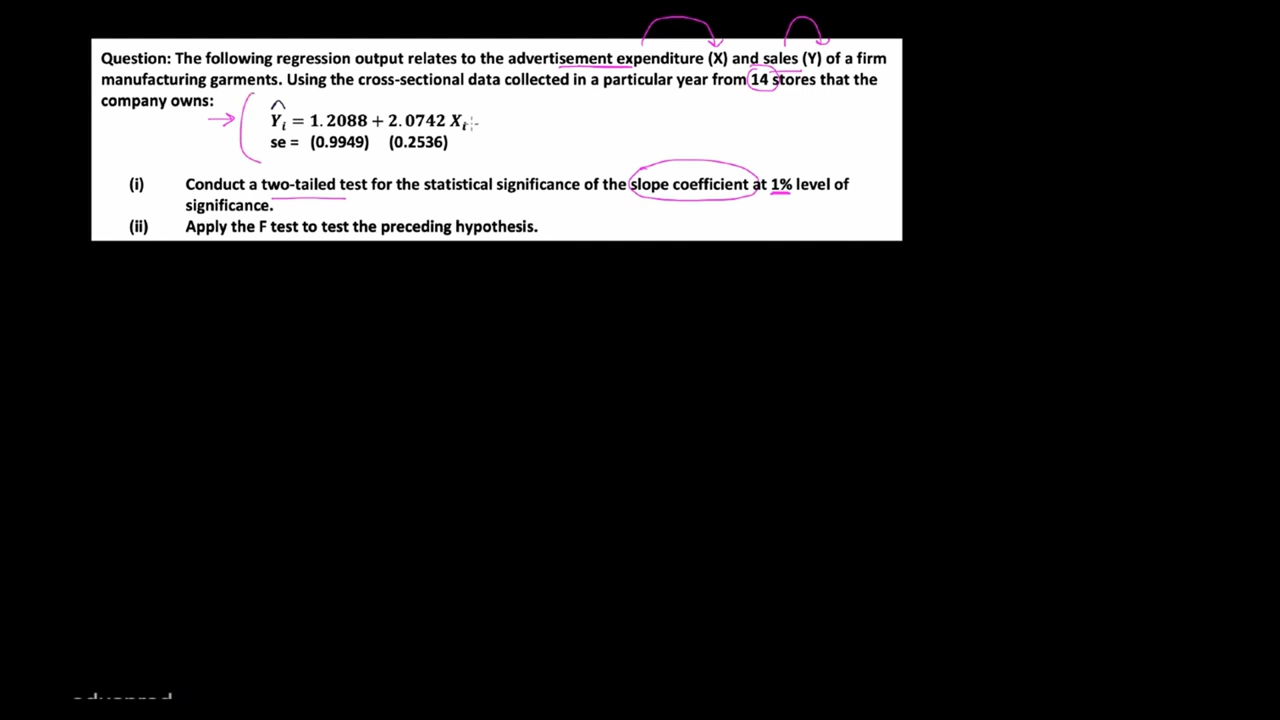 Question: The following regression output relates to the advertisement expenditure (X) and sales (Y) of a firm
manufacturing garments. Using the cross-sectional data collected in a particular year from 14 stores that the
company owns:
Ŷᵢ = 1.2088 + 2.0742 Xᵢ
se = (0.9949) (0.2536)
(i) Conduct a two-tailed test for the statistical significance of the slope coefficient at 1% level of
significance.
(ii) Apply the F test to test the preceding hypothesis.